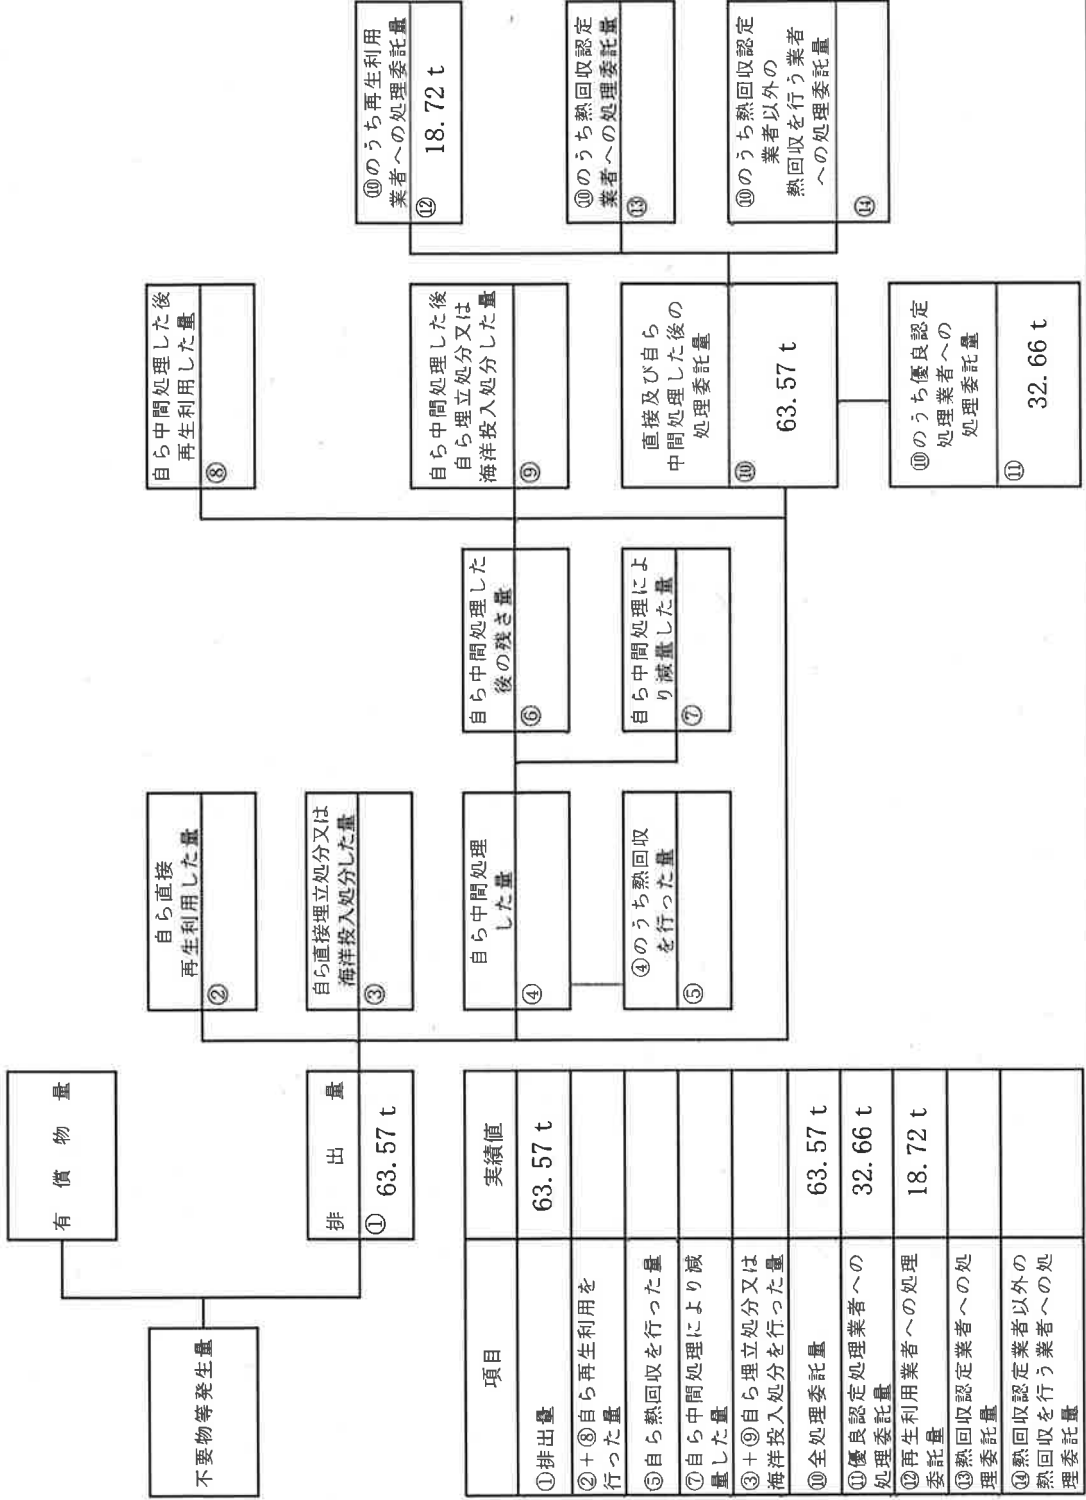 不要物等発生量
有償物量
排出量
① 63.57 t
自ら直接
再生利用した量
②
自ら直接埋立処分又は
海洋投入処分した量
③
自ら中間処理
した量
④
④のうち熱回収
を行った量
⑤
自ら中間処理した
後の残さ量
⑥
自ら中間処理によ
り減量した量
⑦
自ら中間処理した後
再生利用した量
⑧
自ら中間処理した後
自ら埋立処分又は
海洋投入処分した量
⑨
直接及び自ら
中間処理した後の
処理委託量
⑩
63.57 t
⑩のうち優良認定
処理業者への
処理委託量
⑪
32.66 t
⑩のうち再生利用
業者への処理委託量
⑫
18.72 t
⑩のうち熱回収認定
業者への処理委託量
⑬
⑩のうち熱回収認定
業者以外の
熱回収を行う業者
への処理委託量
⑭
項目 実績値
①排出量 63.57 t
②＋⑧自ら再生利用を
行った量
⑤自ら熱回収を行った量
⑦自ら中間処理により減
量した量
③＋⑨自ら埋立処分又は
海洋投入処分を行った量
⑩全処理委託量 63.57 t
⑪優良認定処理業者への
処理委託量 32.66 t
⑫再生利用業者への処理
委託量 18.72 t
⑬熱回収認定業者への処
理委託量
⑭熱回収認定業者以外の
熱回収を行う業者への処
理委託量